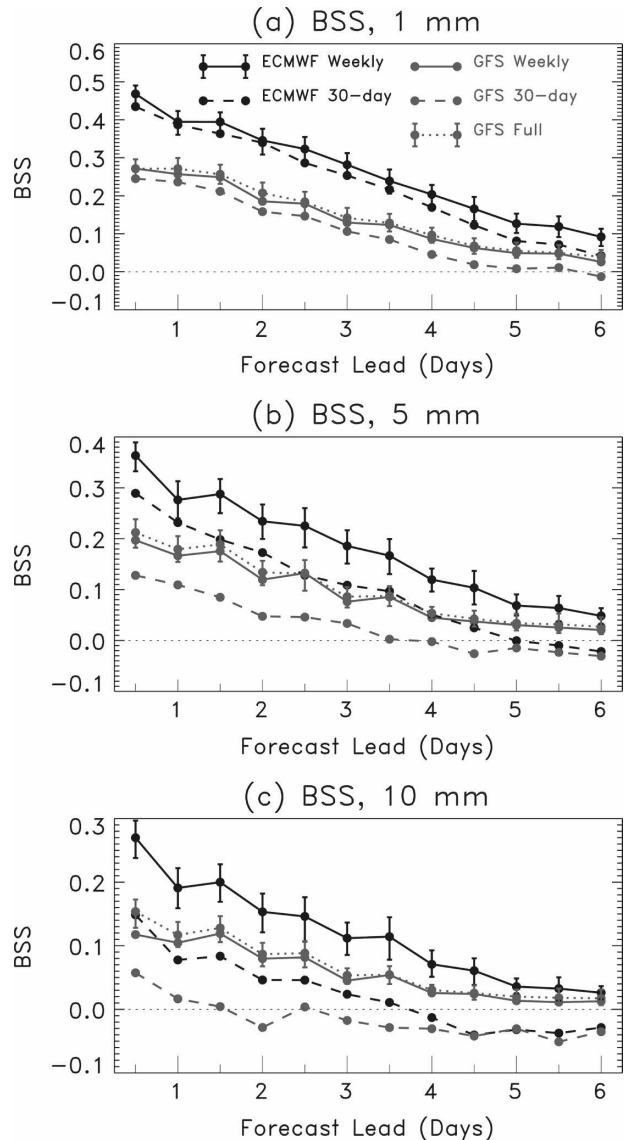 (a) BSS, 1 mm
0.6
0.5
0.4
0.3
0.2
0.1
0.0
-0.1
BSS
ECMWF Weekly
ECMWF 30-day
GFS Weekly
GFS 30-day
GFS Full
1 2 3 4 5 6
Forecast Lead (Days)
(b) BSS, 5 mm
0.4
0.3
0.2
0.1
0.0
-0.1
BSS
1 2 3 4 5 6
Forecast Lead (Days)
(c) BSS, 10 mm
0.3
0.2
0.1
0.0
-0.1
BSS
1 2 3 4 5 6
Forecast Lead (Days)